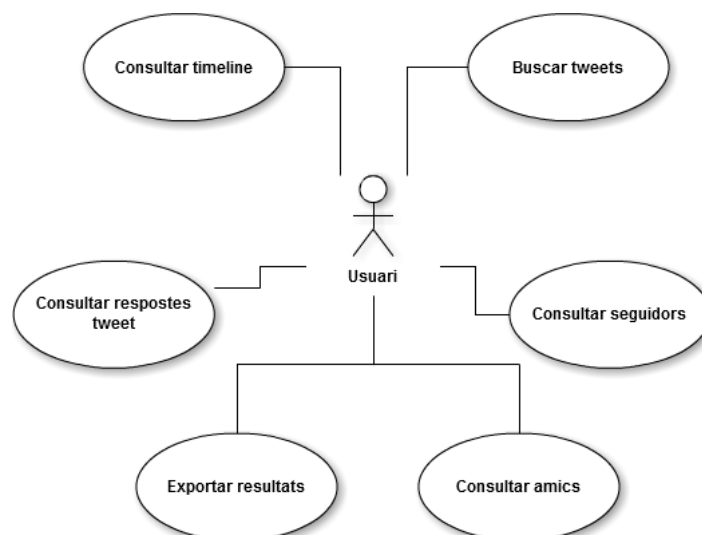 Consultar timeline
Buscar tweets
Usuari
Consultar respostes
tweet
Consultar seguidors
Exportar resultats
Consultar amics